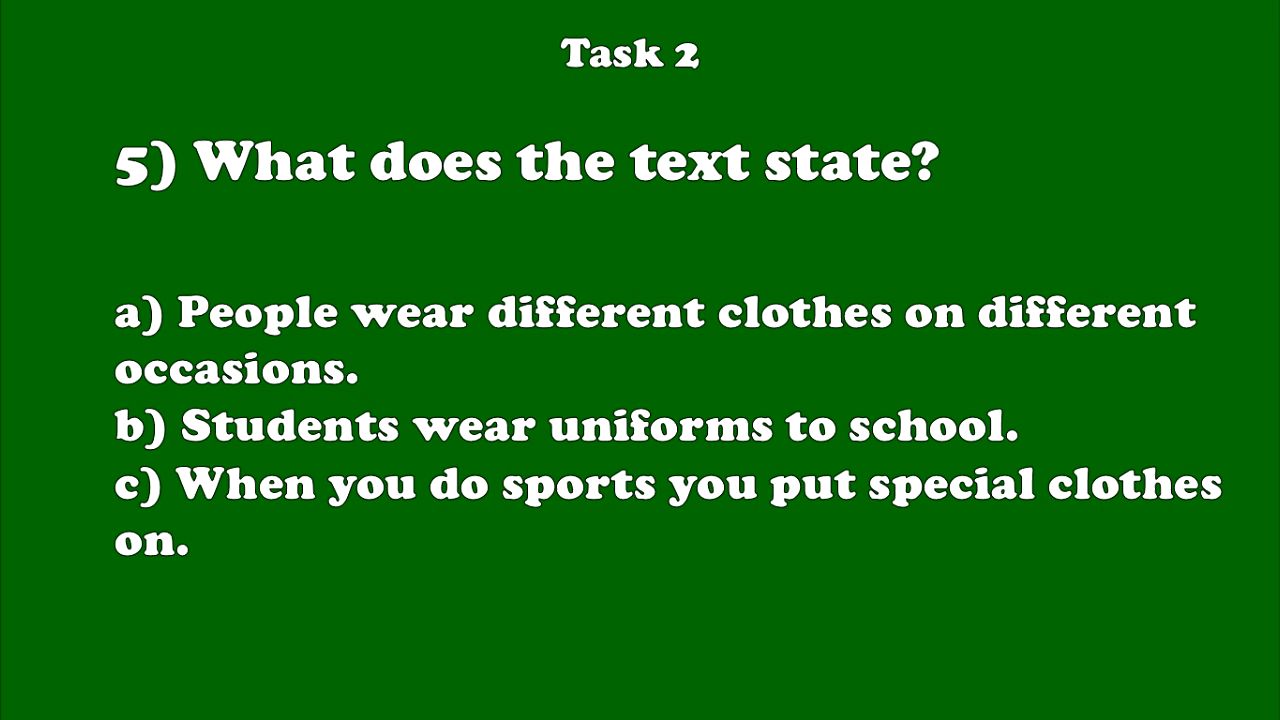 Task 2
5) What does the text state?
a) People wear different clothes on different
occasions.
b) Students wear uniforms to school.
c) When you do sports you put special clothes
on.